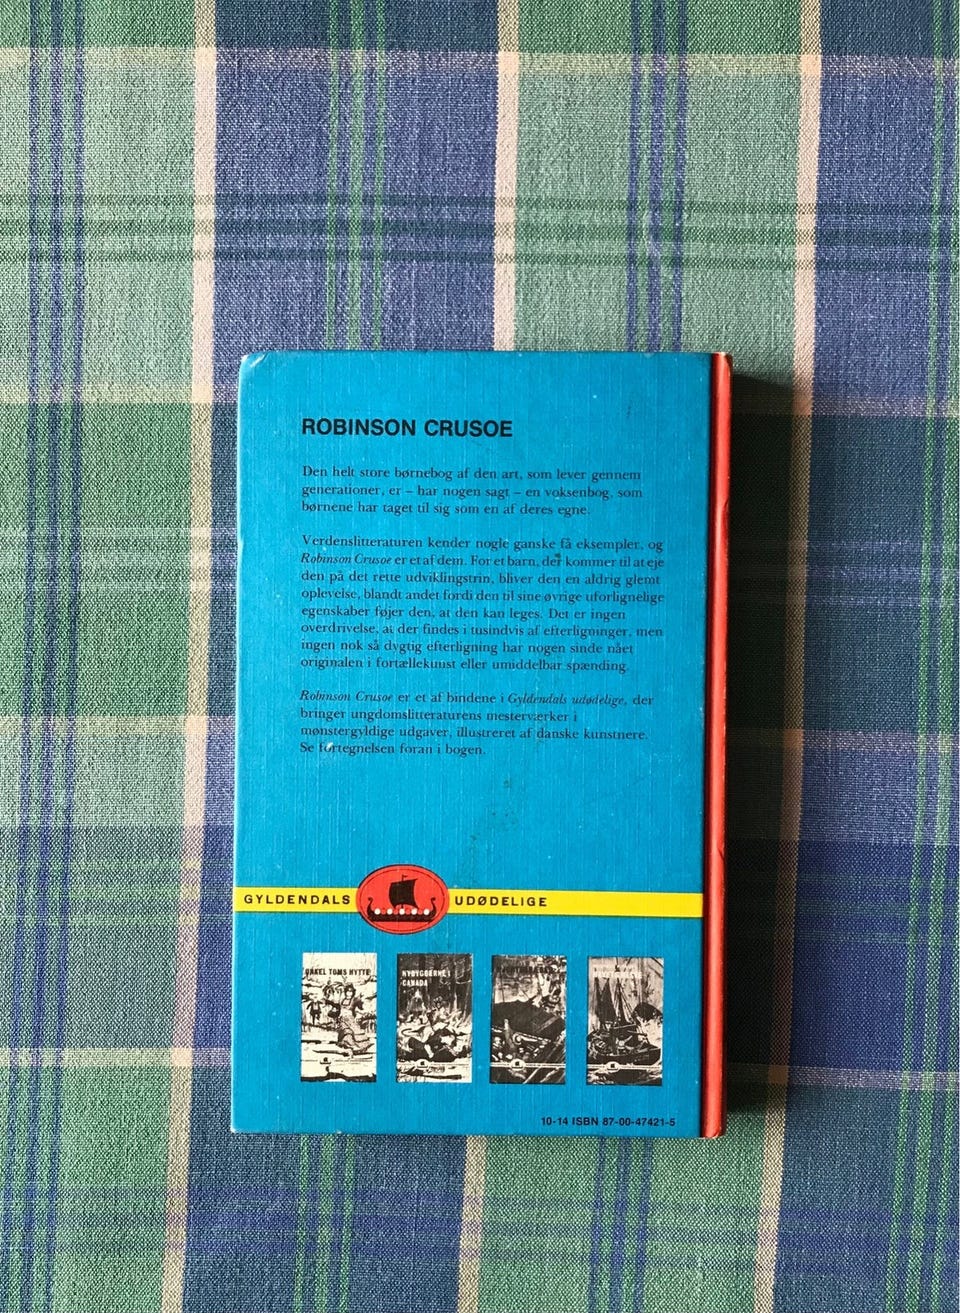 ROBINSON CRUSOE
Den helt store børnebog af den art, som lever gennem
generationer, er – har nogen sagt – en voksenbog, som
børnene har taget til sig som en af deres egne.
Verdenslitteraturen kender nogle ganske få eksempler, og
Robinson Crusoe er et af dem. For et barn, der kommer til at eje
den på det rette udviklingstrin, bliver den en aldrig glemt
oplevelse, blandt andet fordi den til sine øvrige uforlignelige
egenskaber føjer den, at den kan leges. Det er ingen
overdrivelse, at der findes i tusindvis af efterligninger, men
ingen nok så dygtig efterligning har nogen sinde nået
originalen i fortællekunst eller umiddelbar spænding.
Robinson Crusoe er et af bindene i Gyldendals udødelige, der
bringer ungdomslitteraturens mesterværker i
mønstergyldige udgaver, illustreret af danske kunstnere.
Se fortegnelsen foran i bogen.
GYLDENDALS UDØDELIGE
ONKEL TOMS HYTTE
NYBYGGERNE I
CANADA
10-14 ISBN 87-00-47421-5